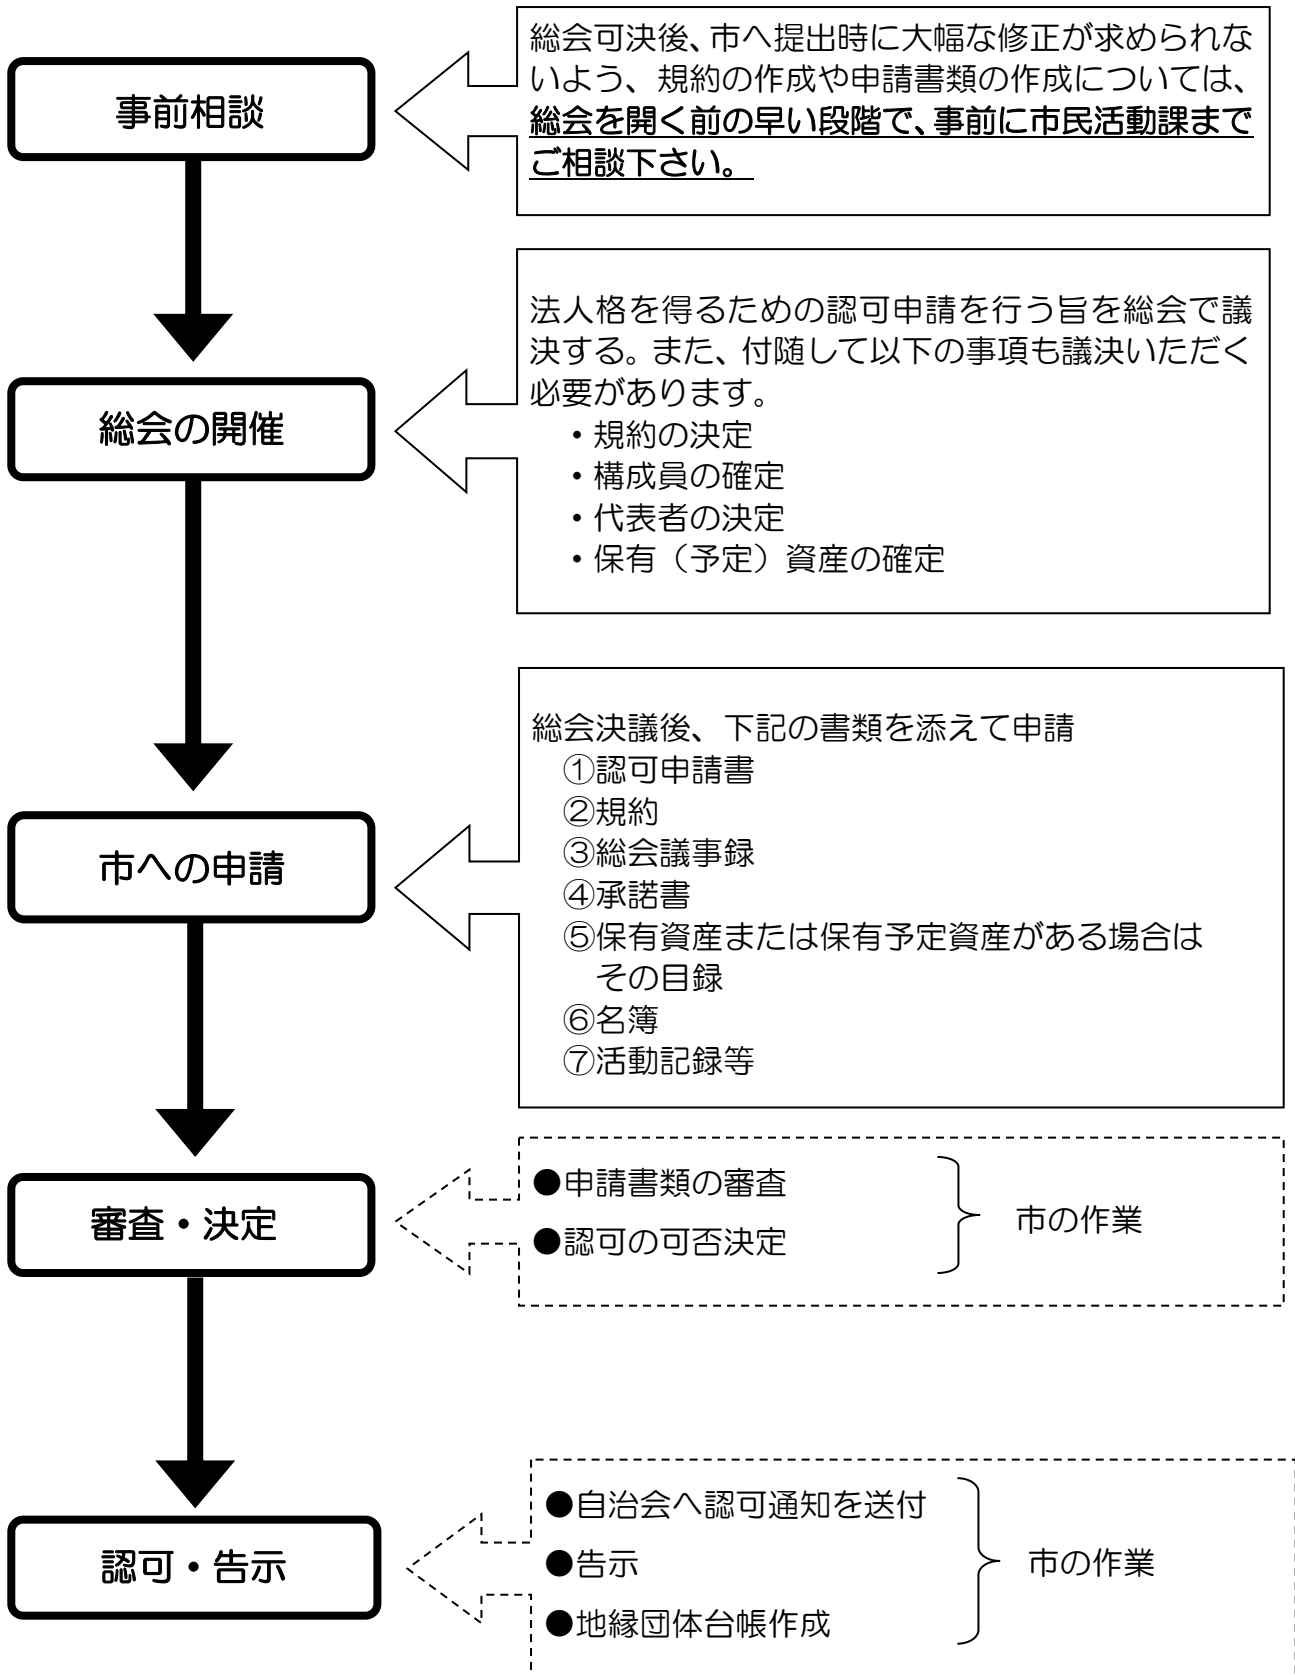 事前相談
総会可決後、市へ提出時に大幅な修正が求められな
いよう、規約の作成や申請書類の作成については、
総会を開く前の早い段階で、事前に市民活動課まで
ご相談下さい。
総会の開催
法人格を得るための認可申請を行う旨を総会で議
決する。また、付随して以下の事項も議決いただく
必要があります。
・規約の決定
・構成員の確定
・代表者の決定
・保有（予定）資産の確定
市への申請
総会決議後、下記の書類を添えて申請
①認可申請書
②規約
③総会議事録
④承諾書
⑤保有資産または保有予定資産がある場合は
その目録
⑥名簿
⑦活動記録等
審査・決定
●申請書類の審査
●認可の可否決定
市の作業
認可・告示
●自治会へ認可通知を送付
●告示
●地縁団体台帳作成
市の作業